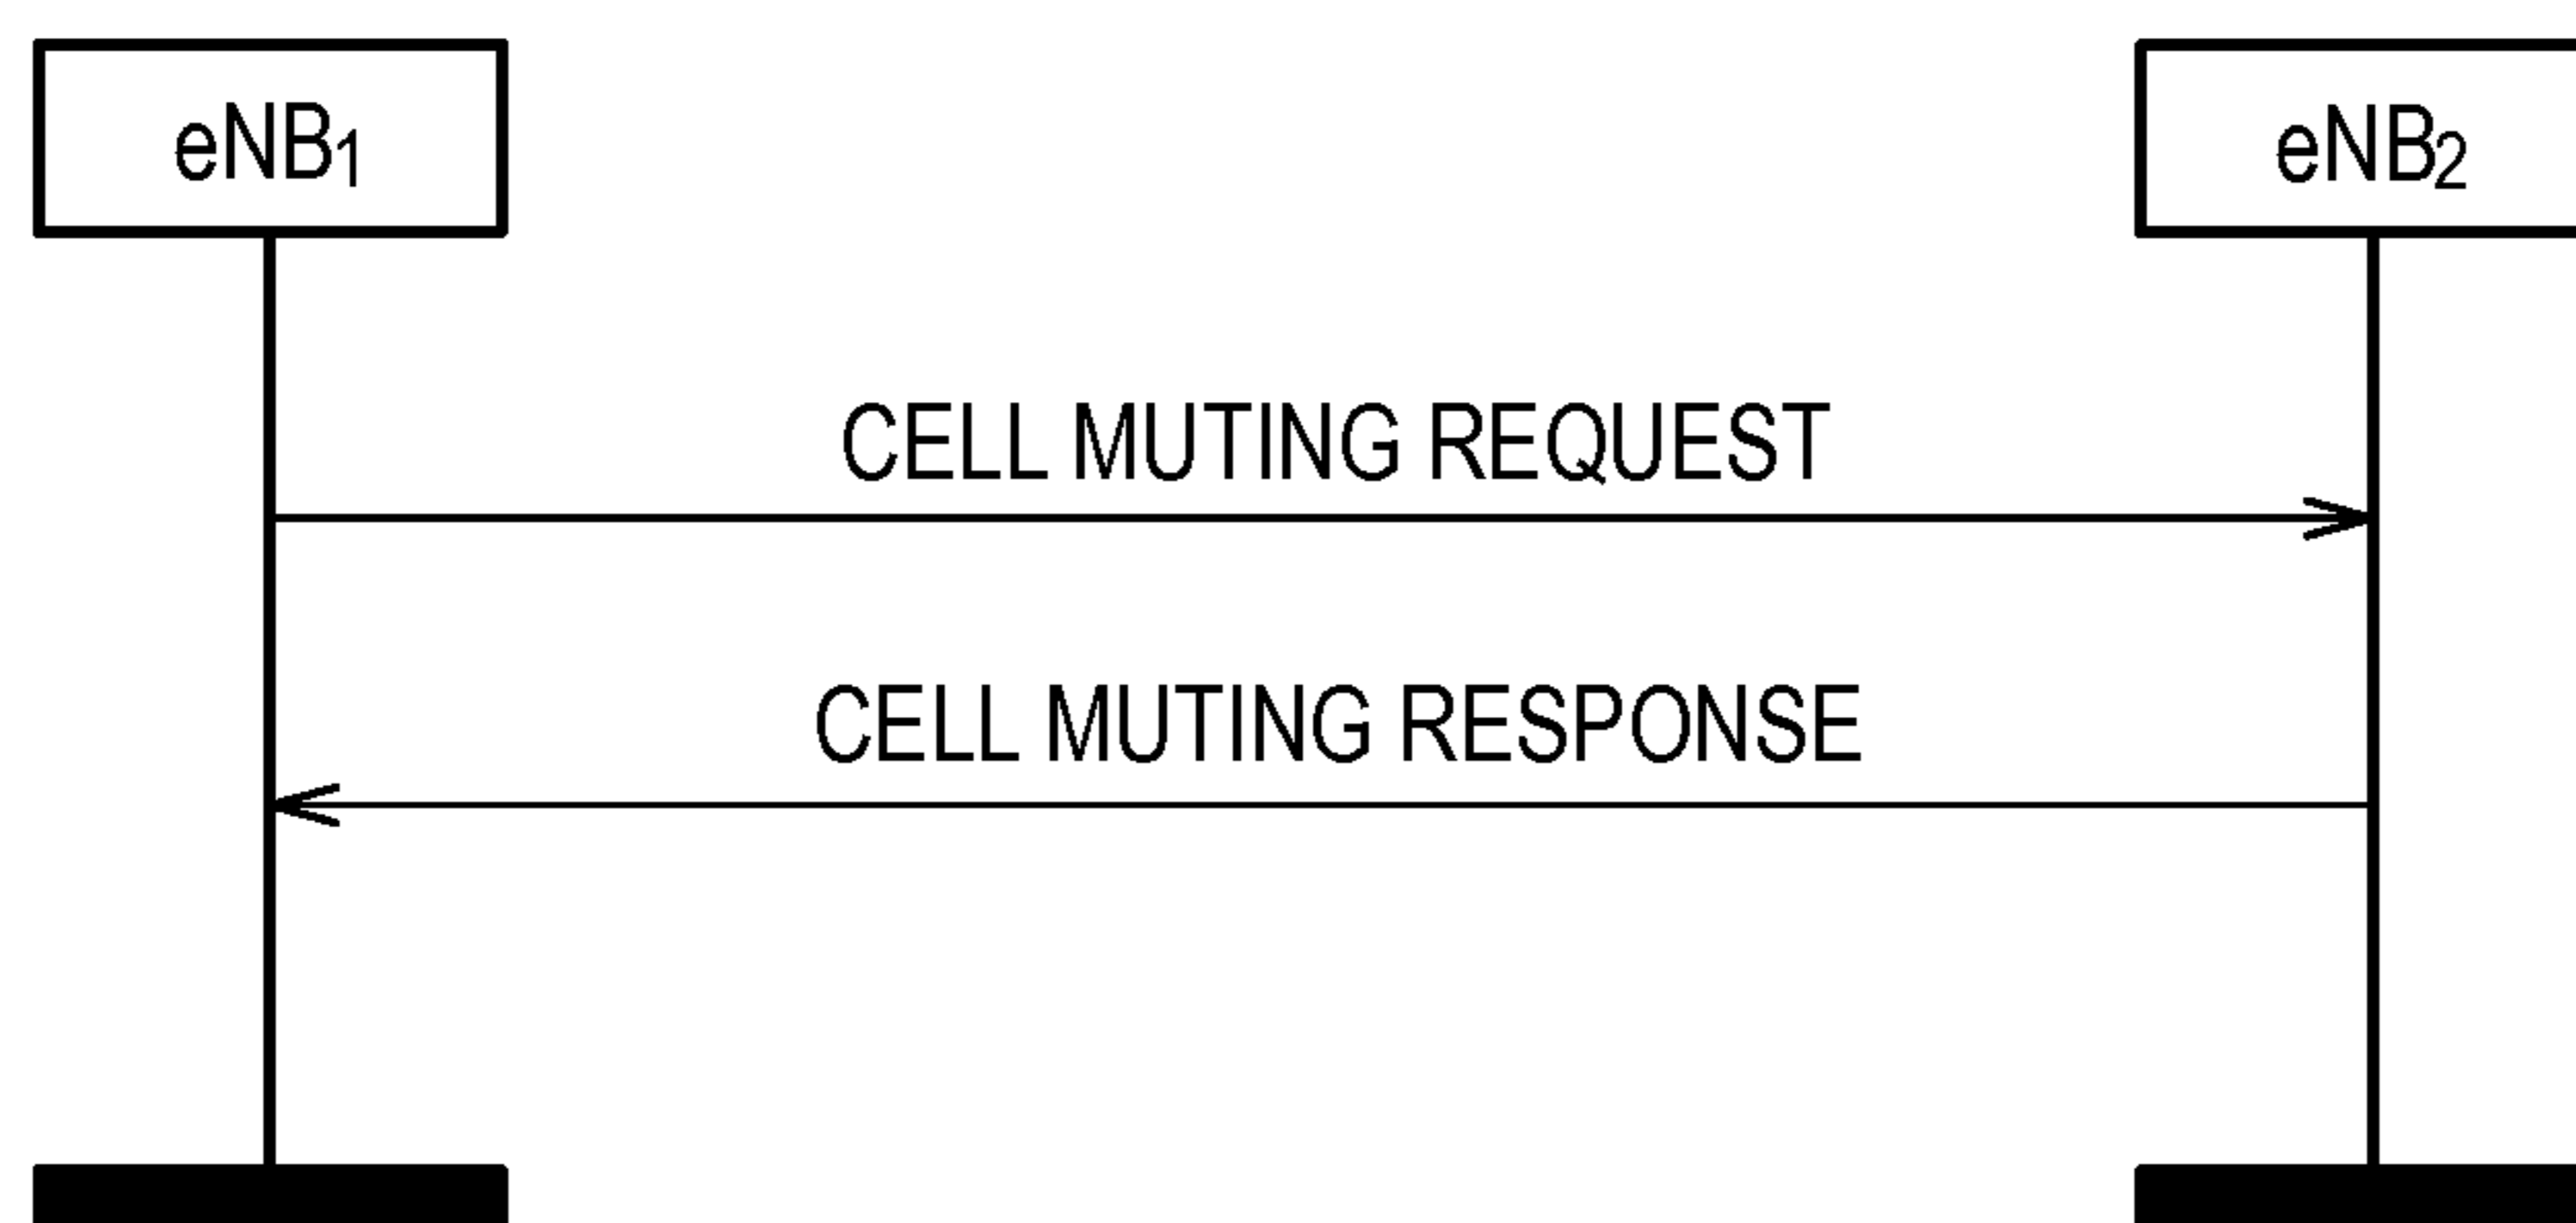 eNB₁
eNB₂
CELL MUTING REQUEST
CELL MUTING RESPONSE